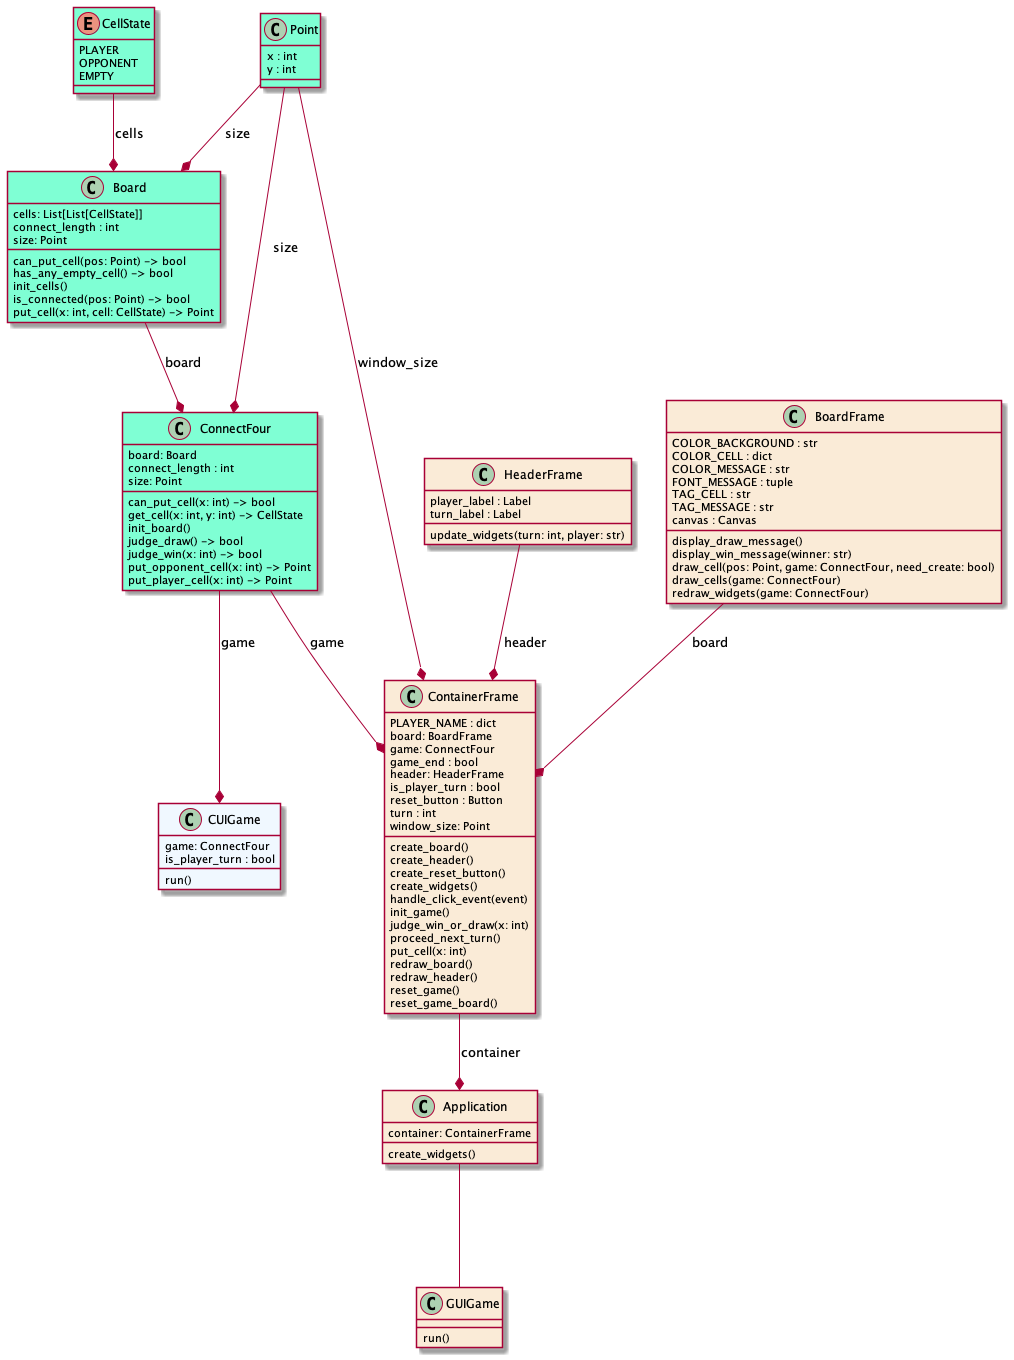 E CellState
PLAYER
OPPONENT
EMPTY
C Point
x : int
y : int
cells
size
C Board
cells: List[List[CellState]]
connect_length : int
size: Point
can_put_cell(pos: Point) -> bool
has_any_empty_cell() -> bool
init_cells()
is_connected(pos: Point) -> bool
put_cell(x: int, cell: CellState) -> Point
size
board
window_size
C ConnectFour
board: Board
connect_length : int
size: Point
can_put_cell(x: int) -> bool
get_cell(x: int, y: int) -> CellState
init_board()
judge_draw() -> bool
judge_win(x: int) -> bool
put_opponent_cell(x: int) -> Point
put_player_cell(x: int) -> Point
C HeaderFrame
player_label : Label
turn_label : Label
update_widgets(turn: int, player: str)
C BoardFrame
COLOR_BACKGROUND : str
COLOR_CELL : dict
COLOR_MESSAGE : str
FONT_MESSAGE : tuple
TAG_CELL : str
TAG_MESSAGE : str
canvas : Canvas
display_draw_message()
display_win_message(winner: str)
draw_cell(pos: Point, game: ConnectFour, need_create: bool)
draw_cells(game: ConnectFour)
redraw_widgets(game: ConnectFour)
game
game
header
board
C ContainerFrame
PLAYER_NAME : dict
board: BoardFrame
game: ConnectFour
game_end : bool
header: HeaderFrame
is_player_turn : bool
reset_button : Button
turn : int
window_size: Point
create_board()
create_header()
create_reset_button()
create_widgets()
handle_click_event(event)
init_game()
judge_win_or_draw(x: int)
proceed_next_turn()
put_cell(x: int)
redraw_board()
redraw_header()
reset_game()
reset_game_board()
C CUIGame
game: ConnectFour
is_player_turn : bool
run()
container
C Application
container: ContainerFrame
create_widgets()
C GUIGame
run()